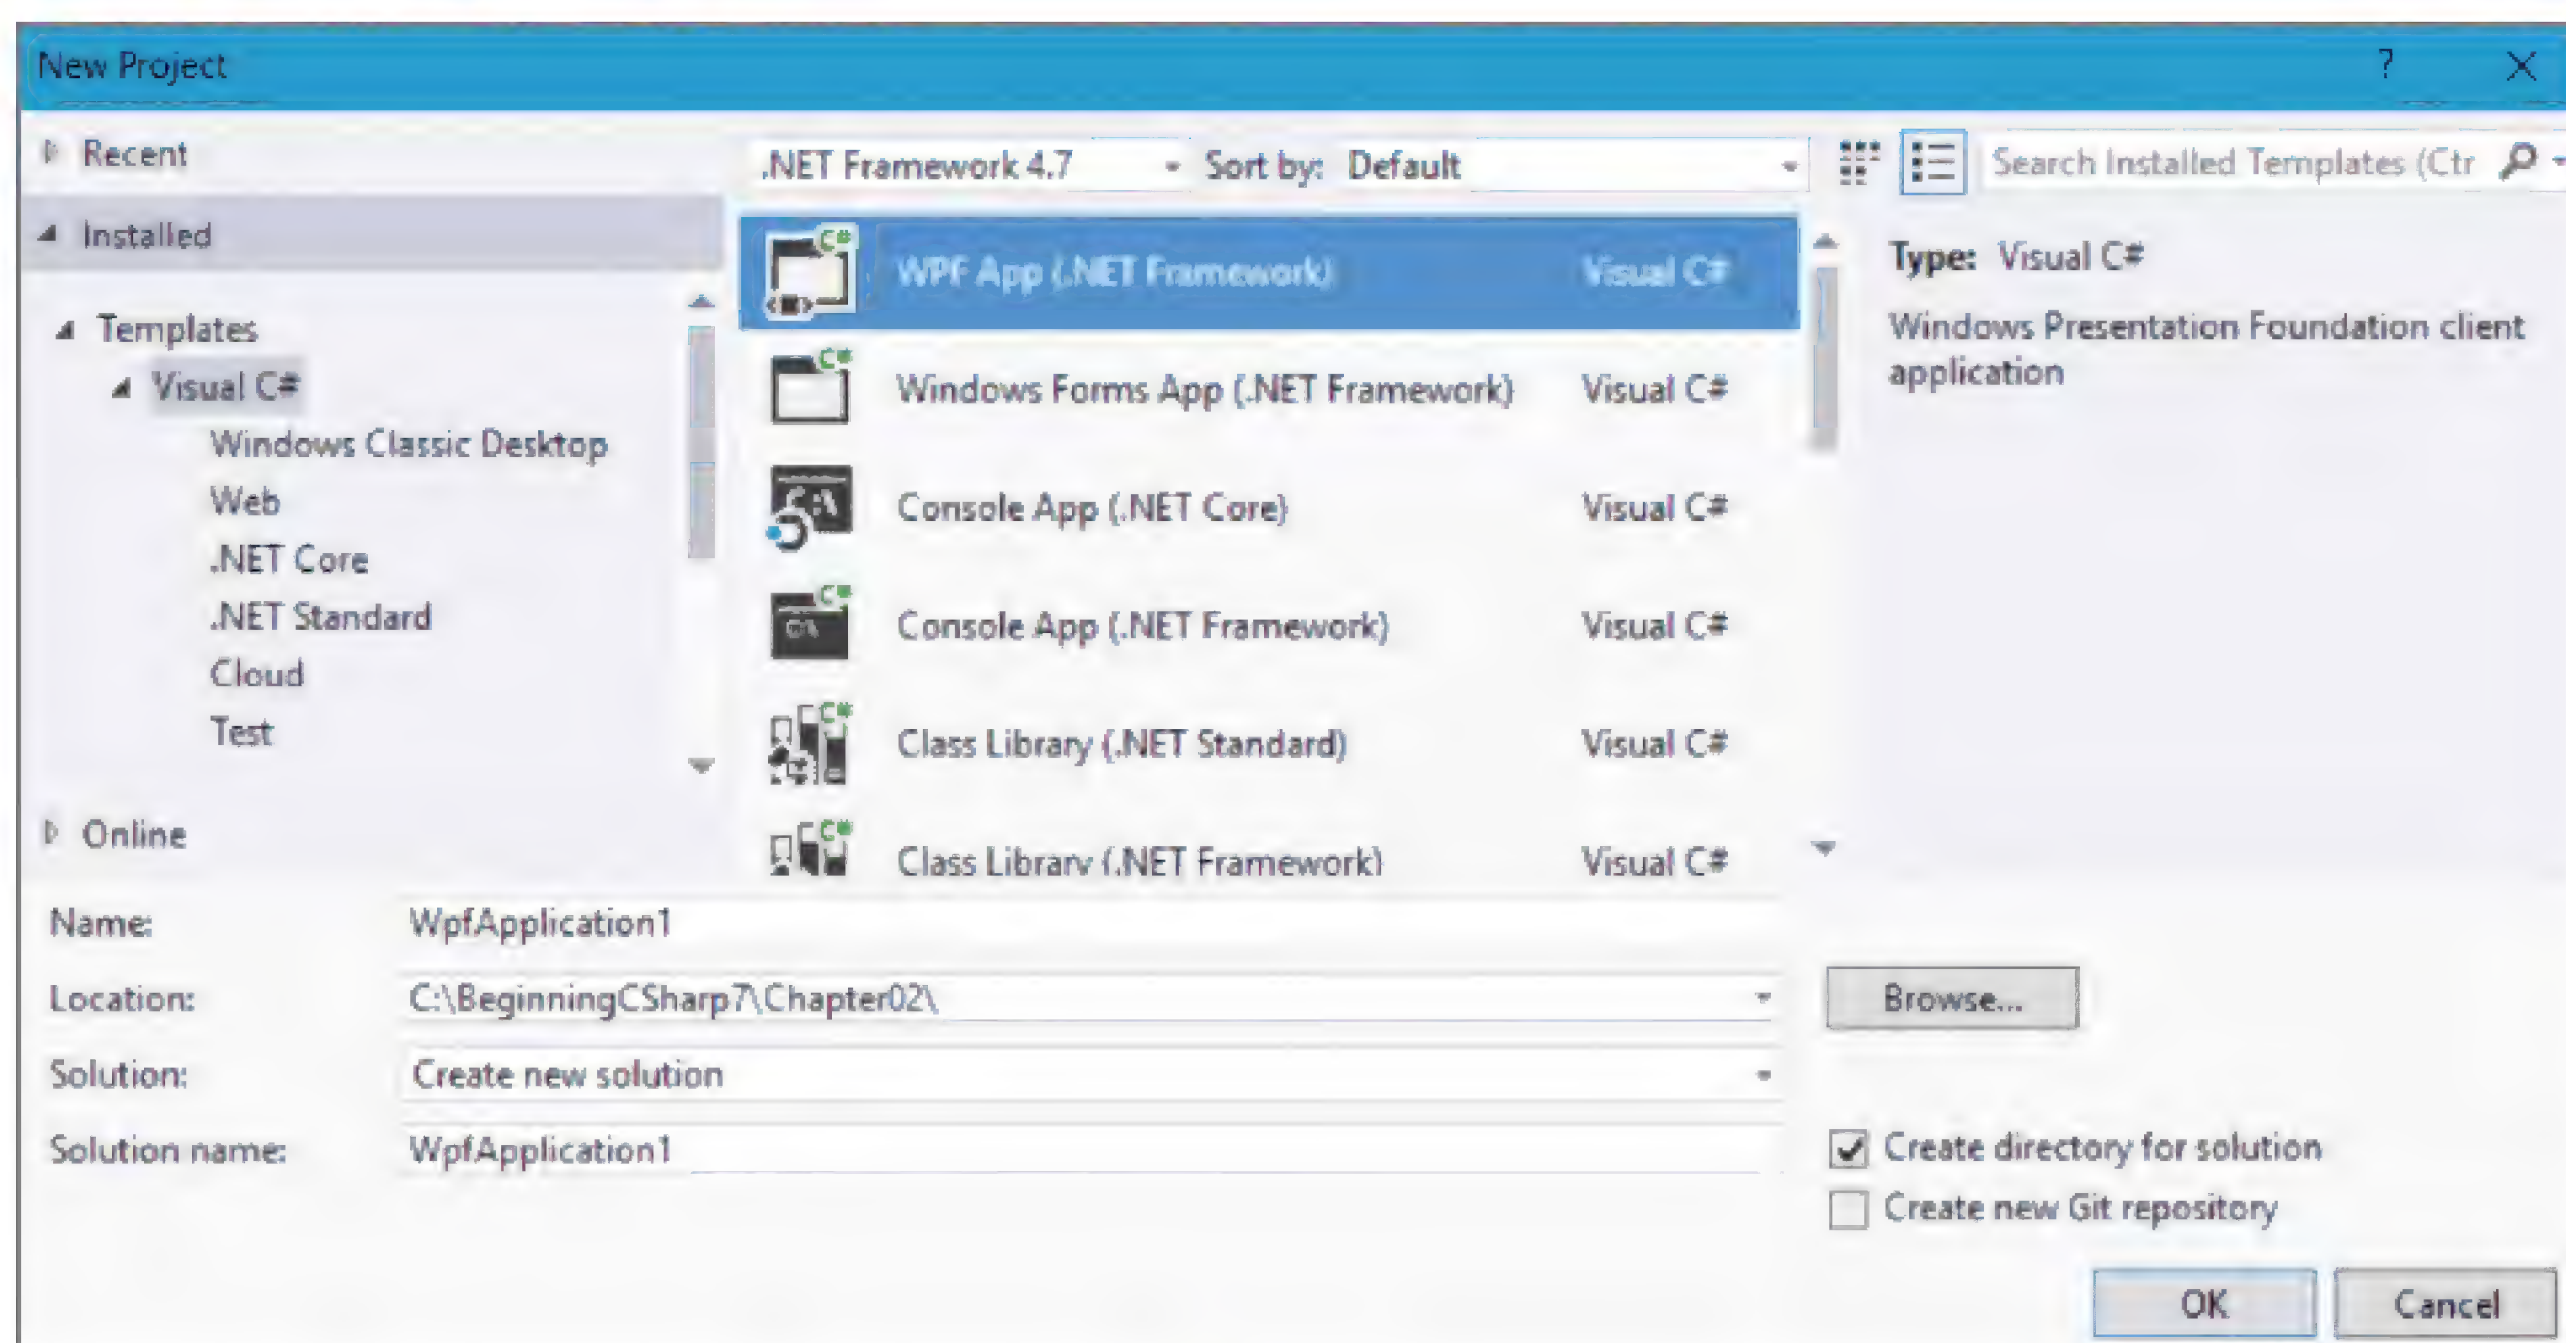 New Project
?
Recent
Installed
Templates
Visual C#
Windows Classic Desktop
Web
.NET Core
.NET Standard
Cloud
Test
Online
.NET Framework 4.7
Sort by: Default
Search Installed Templates (Ctr
WPF App (.NET Framework) Visual C#
Windows Forms App (.NET Framework) Visual C#
Console App (.NET Core) Visual C#
Console App (.NET Framework) Visual C#
Class Library (.NET Standard) Visual C#
Class Library (.NET Framework) Visual C#
Type: Visual C#
Windows Presentation Foundation client
application
Name: WpfApplication1
Location: C:\BeginningCSharp7\Chapter02\
Browse...
Solution: Create new solution
Solution name: WpfApplication1
Create directory for solution
Create new Git repository
OK Cancel